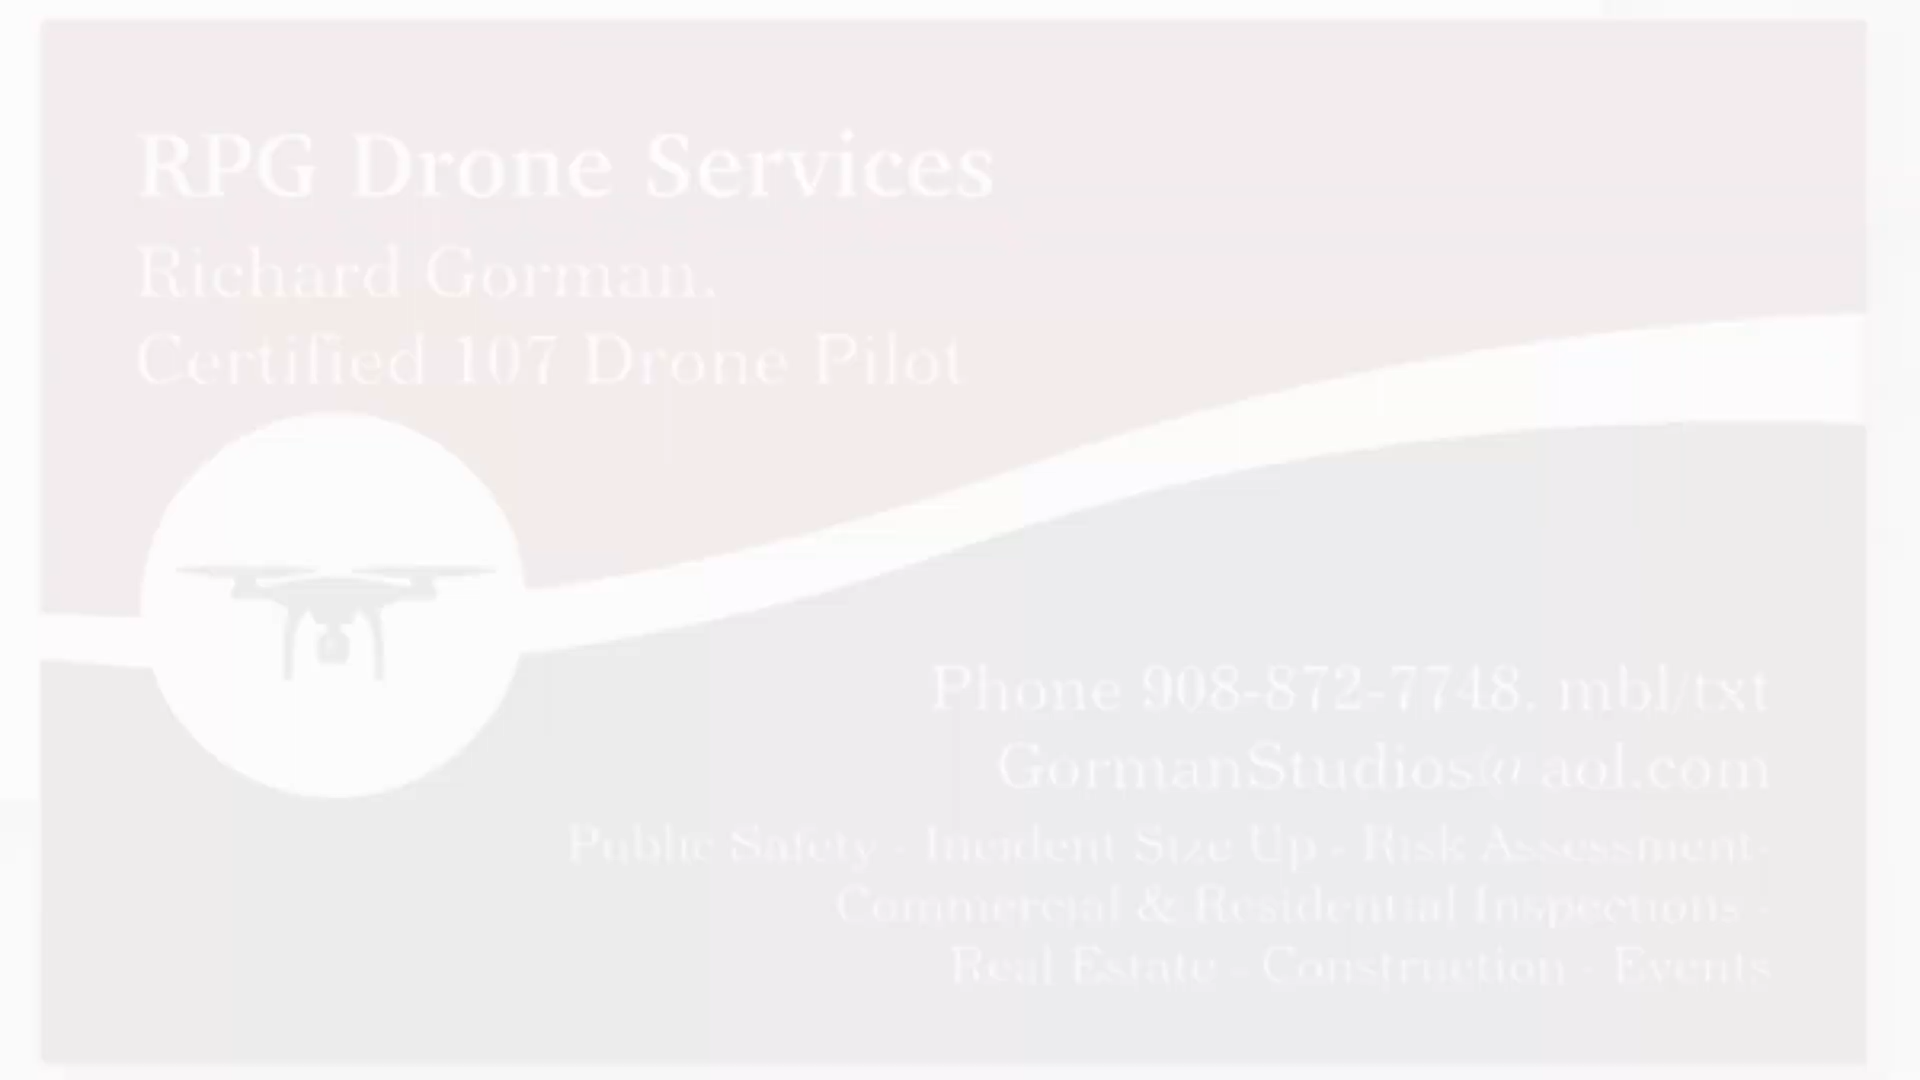 RPG Drone Services
Richard Gorman.
Certified 107 Drone Pilot
Phone 908-872-7748. mbl/txt
GormanStudios@aol.com
Public Safety - Incident Size Up - Risk Assessment-
Commercial & Residential Inspections -
Real Estate - Construction - Events